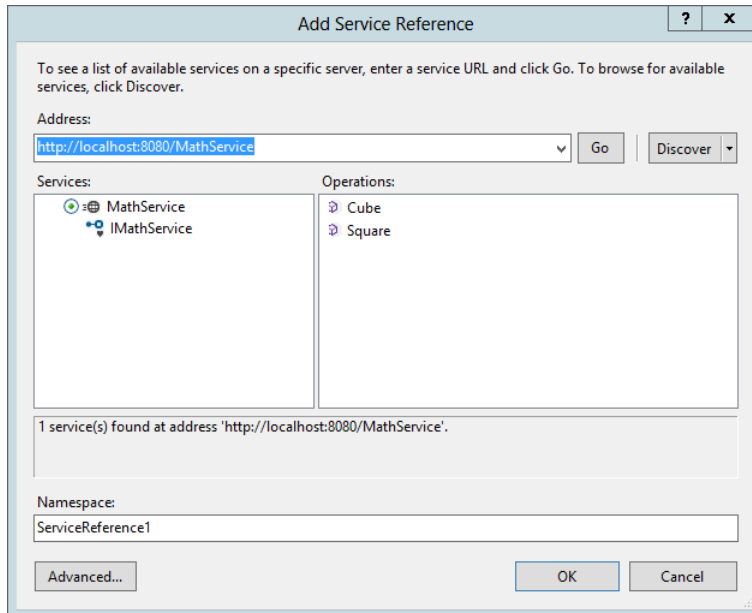 Add Service Reference
? x
To see a list of available services on a specific server, enter a service URL and click Go. To browse for available
services, click Discover.
Address:
http://localhost:8080/MathService
Go
Discover
Services:
Operations:
MathService
IMathService
Cube
Square
1 service(s) found at address 'http://localhost:8080/MathService'.
Namespace:
ServiceReference1
Advanced...
OK
Cancel